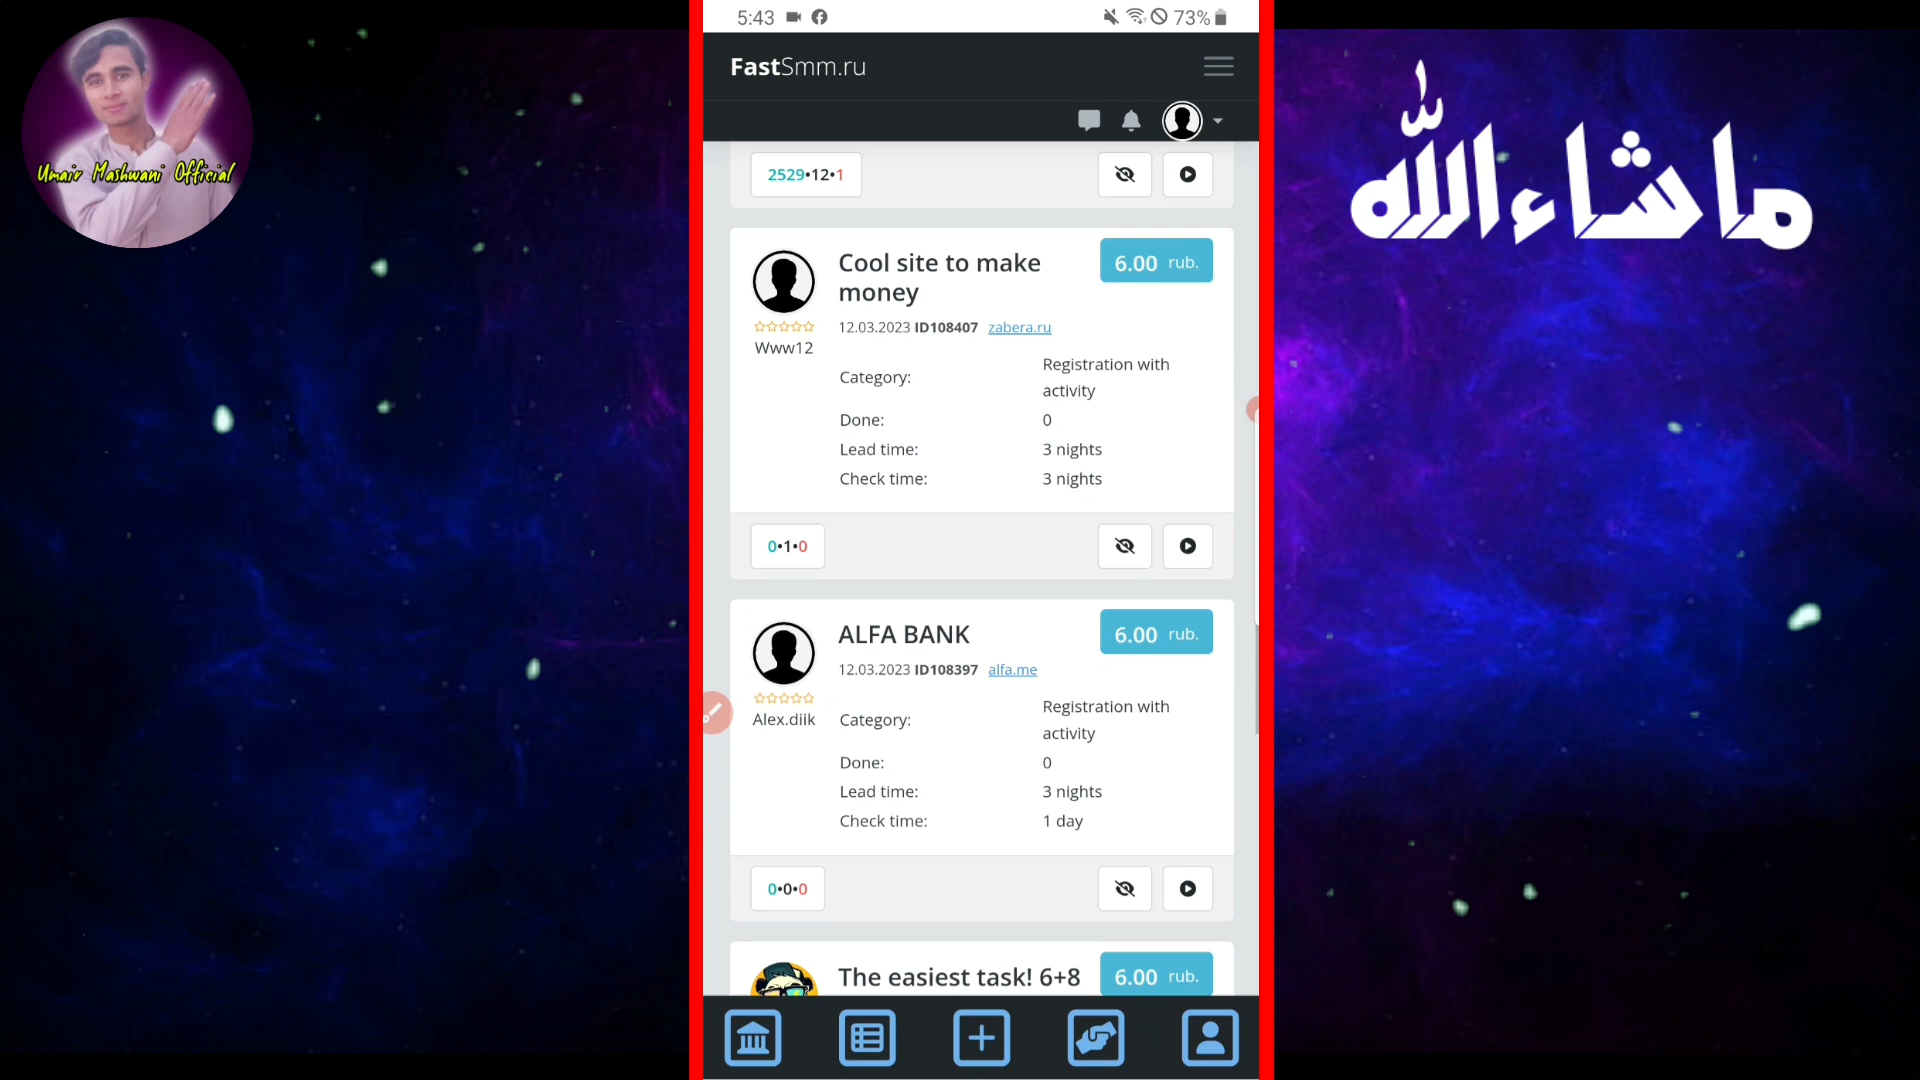 Umair Mashwani Official
ما شاء الله
5:43
73%
FastSmm.ru
2529•12•1
Cool site to make
money
6.00 rub.
12.03.2023 ID108407 zabera.ru
Www12
Category:
Registration with
activity
Done:
0
Lead time:
3 nights
Check time:
3 nights
0•1•0
ALFA BANK
6.00 rub.
12.03.2023 ID108397 alfa.me
Alex.diik
Category:
Registration with
activity
Done:
0
Lead time:
3 nights
Check time:
1 day
0•0•0
The easiest task! 6+8
6.00 rub.